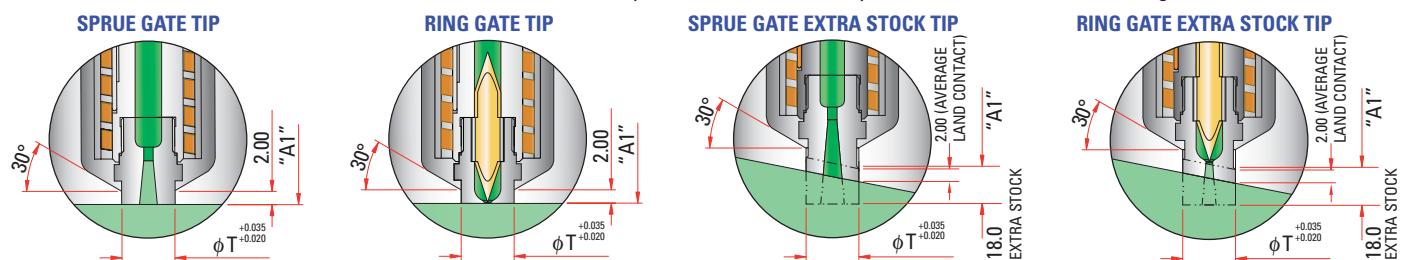 SPRUE GATE TIP
30°
2.00
"A1"
ϕT +0.035 +0.020
RING GATE TIP
30°
2.00
"A1"
ϕT +0.035 +0.020
SPRUE GATE EXTRA STOCK TIP
30°
2.00 (AVERAGE
LAND CONTACT)
"A1"
18.0
EXTRA STOCK
ϕT +0.035 +0.020
RING GATE EXTRA STOCK TIP
30°
2.00 (AVERAGE
LAND CONTACT)
"A1"
18.0
EXTRA STOCK
ϕT +0.035 +0.020